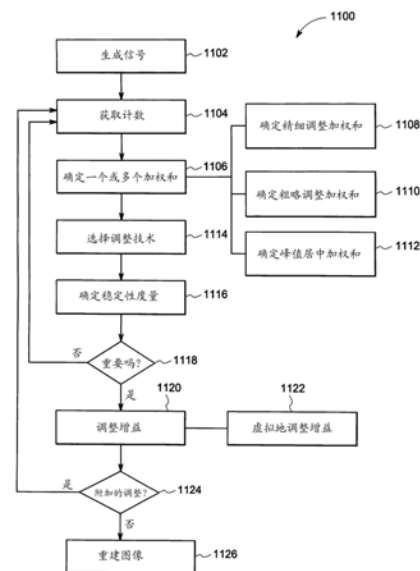 1100
生成信号
1102
获取计数
1104
确定一个或多个加权和
1106
确定精细调整加权和
1108
确定粗略调整加权和
1110
确定峰值居中加权和
1112
选择调整技术
1114
确定稳定性度量
1116
重要吗?
1118
否
是
调整增益
1120
虚拟地调整增益
1122
附加的调整?
1124
是
否
重建图像
1126